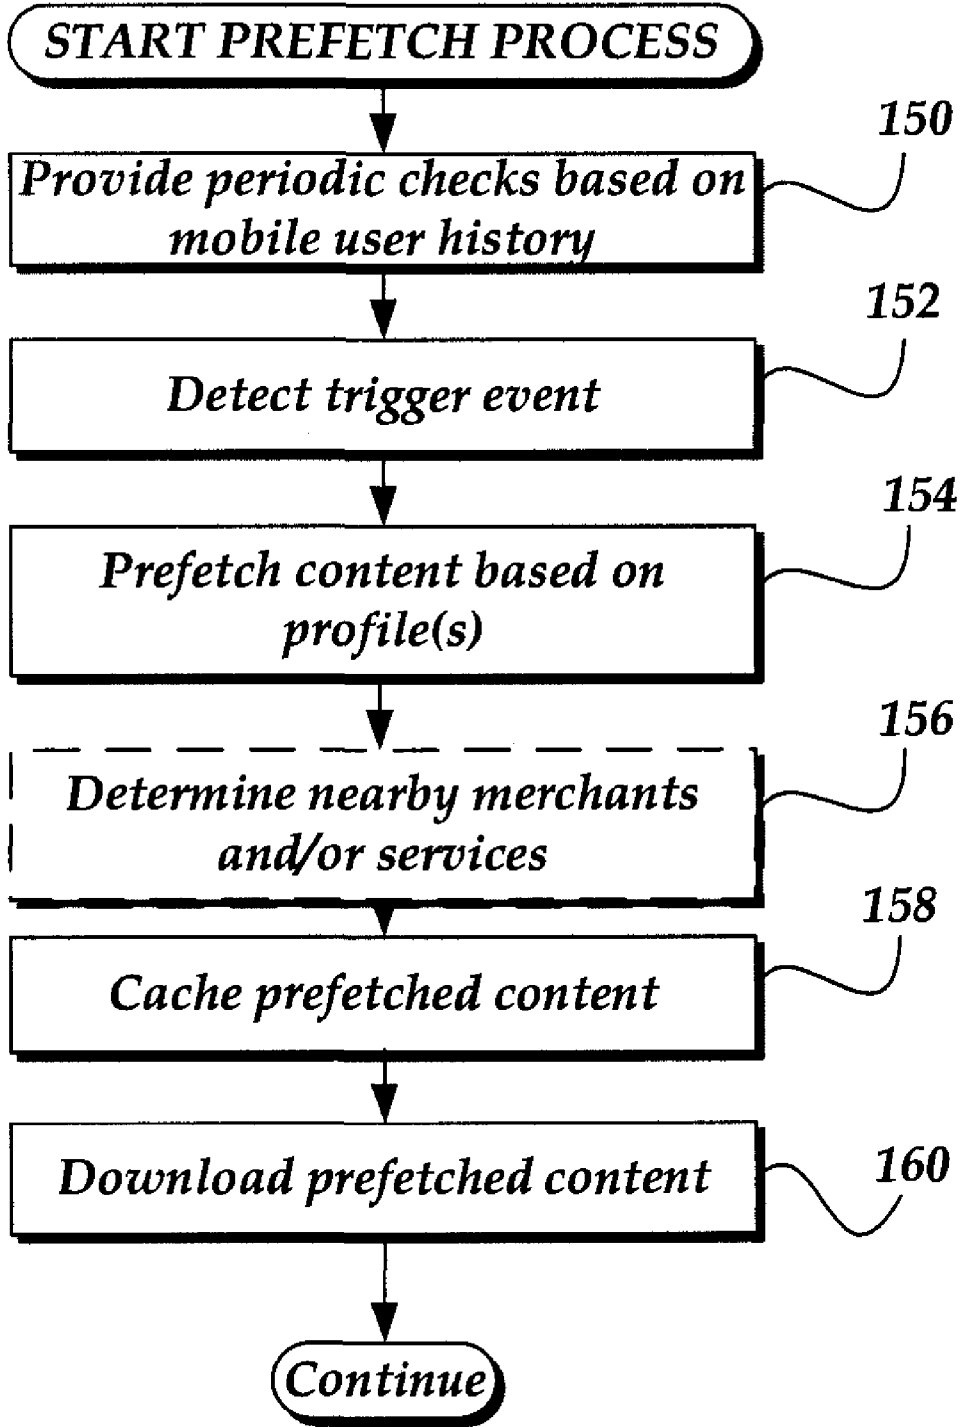 START PREFETCH PROCESS
150
Provide periodic checks based on
mobile user history
152
Detect trigger event
154
Prefetch content based on
profile(s)
156
Determine nearby merchants
and/or services
158
Cache prefetched content
160
Download prefetched content
Continue